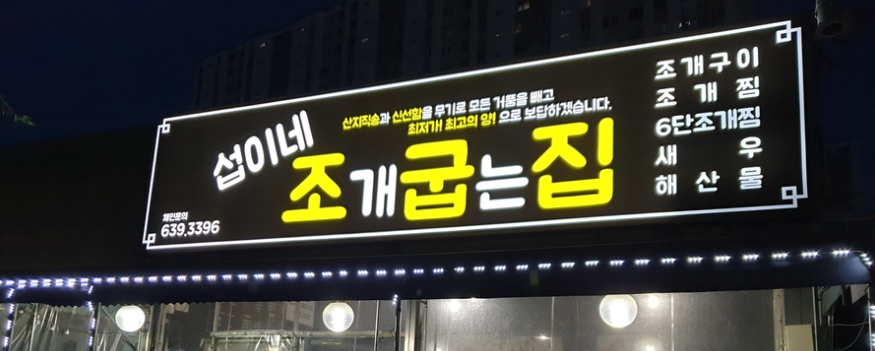 산지직송과 신선함을 무기로 모든 거품을 빼고
최저가! 최고의 양! 으로 보답하겠습니다.
섭이네
조개굽는집
체인문의
639.3396
조개구이
조개찜
6단조개찜
새우
해산물